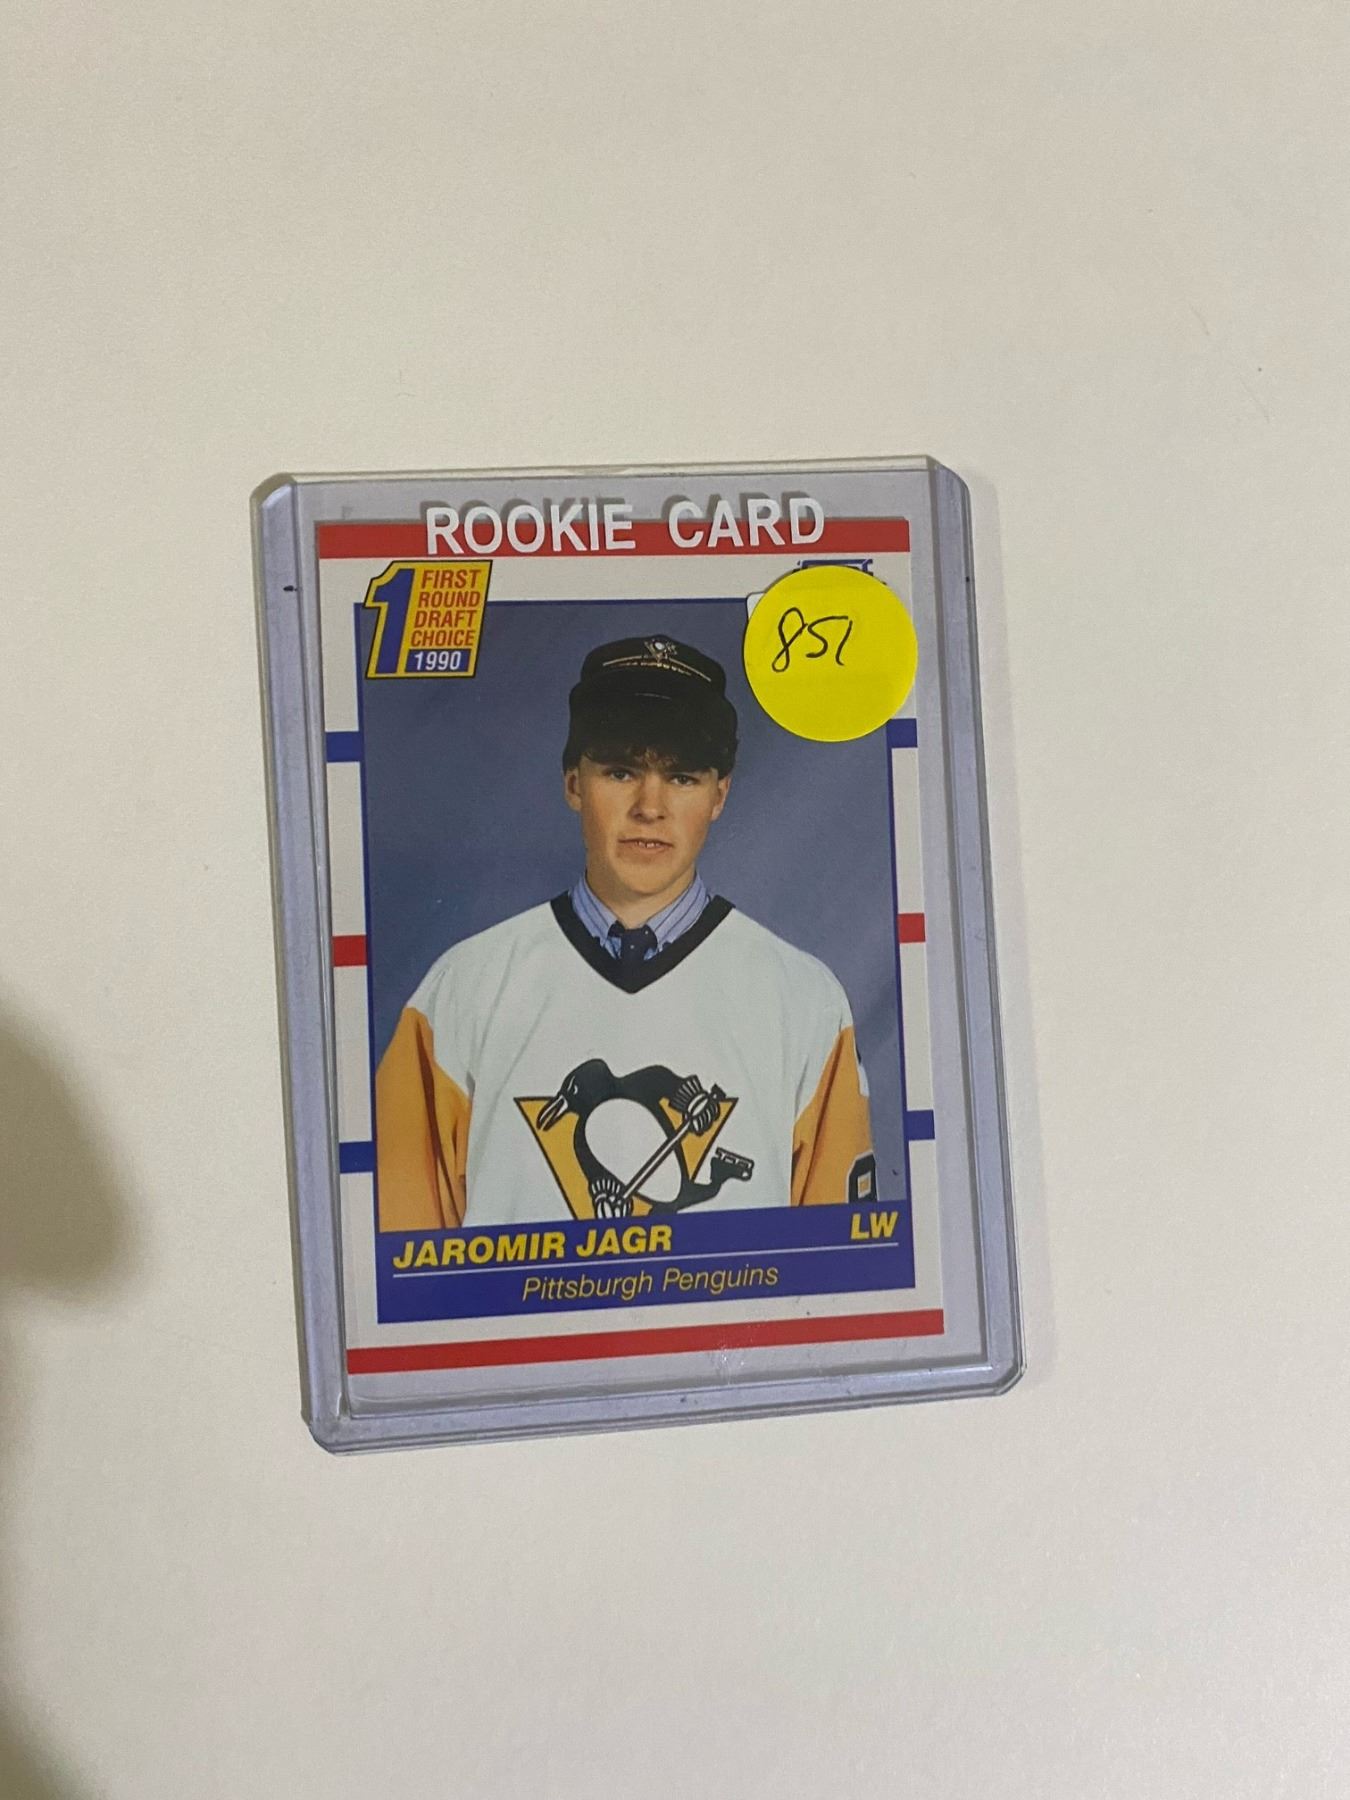 ROOKIE CARD
1 FIRST
ROUND
DRAFT
CHOICE
1990
851
JAROMIR JAGR LW
Pittsburgh Penguins